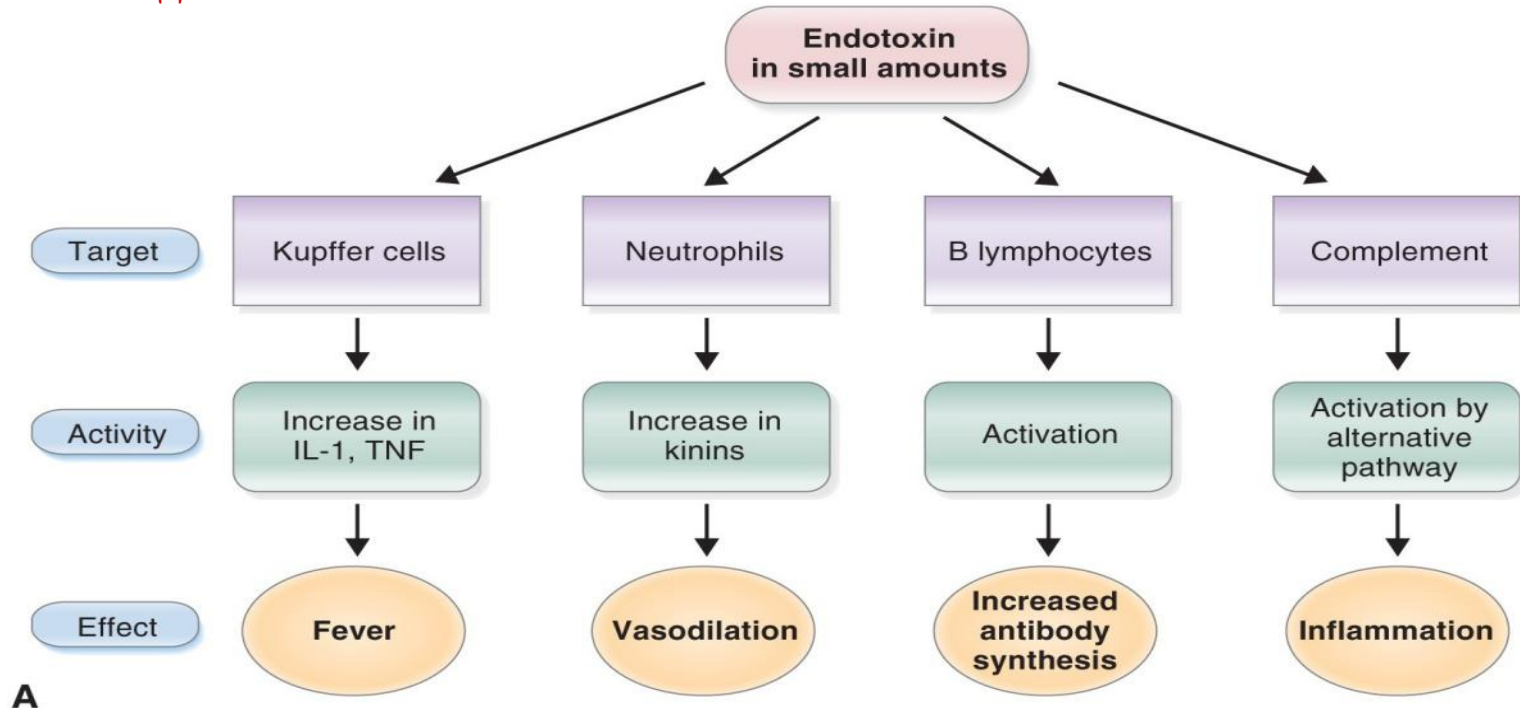 Endotoxin
in small amounts
Target
Kupffer cells
Neutrophils
B lymphocytes
Complement
Activity
Increase in
IL-1, TNF
Increase in
kinins
Activation
Activation by
alternative
pathway
Effect
Fever
Vasodilation
Increased
antibody
synthesis
Inflammation
A